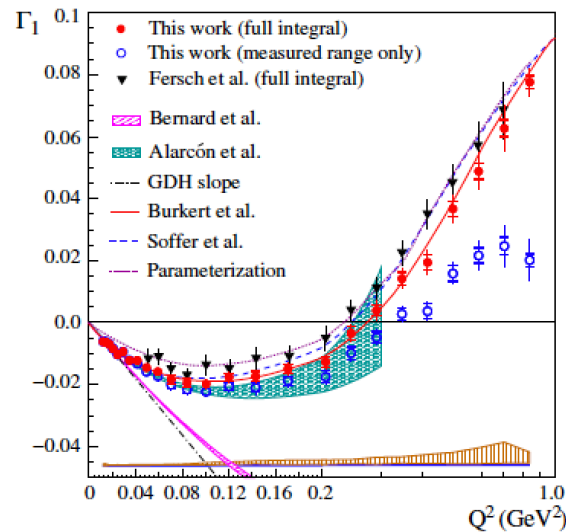 Γ1
This work (full integral)
This work (measured range only)
Fersch et al. (full integral)
Bernard et al.
Alarcón et al.
GDH slope
Burkert et al.
Soffer et al.
Parameterization
0.1
0.08
0.06
0.04
0.02
0.00
−0.02
−0.04
0 0.04 0.08 0.12 0.16 0.2 1.0
Q² (GeV²)